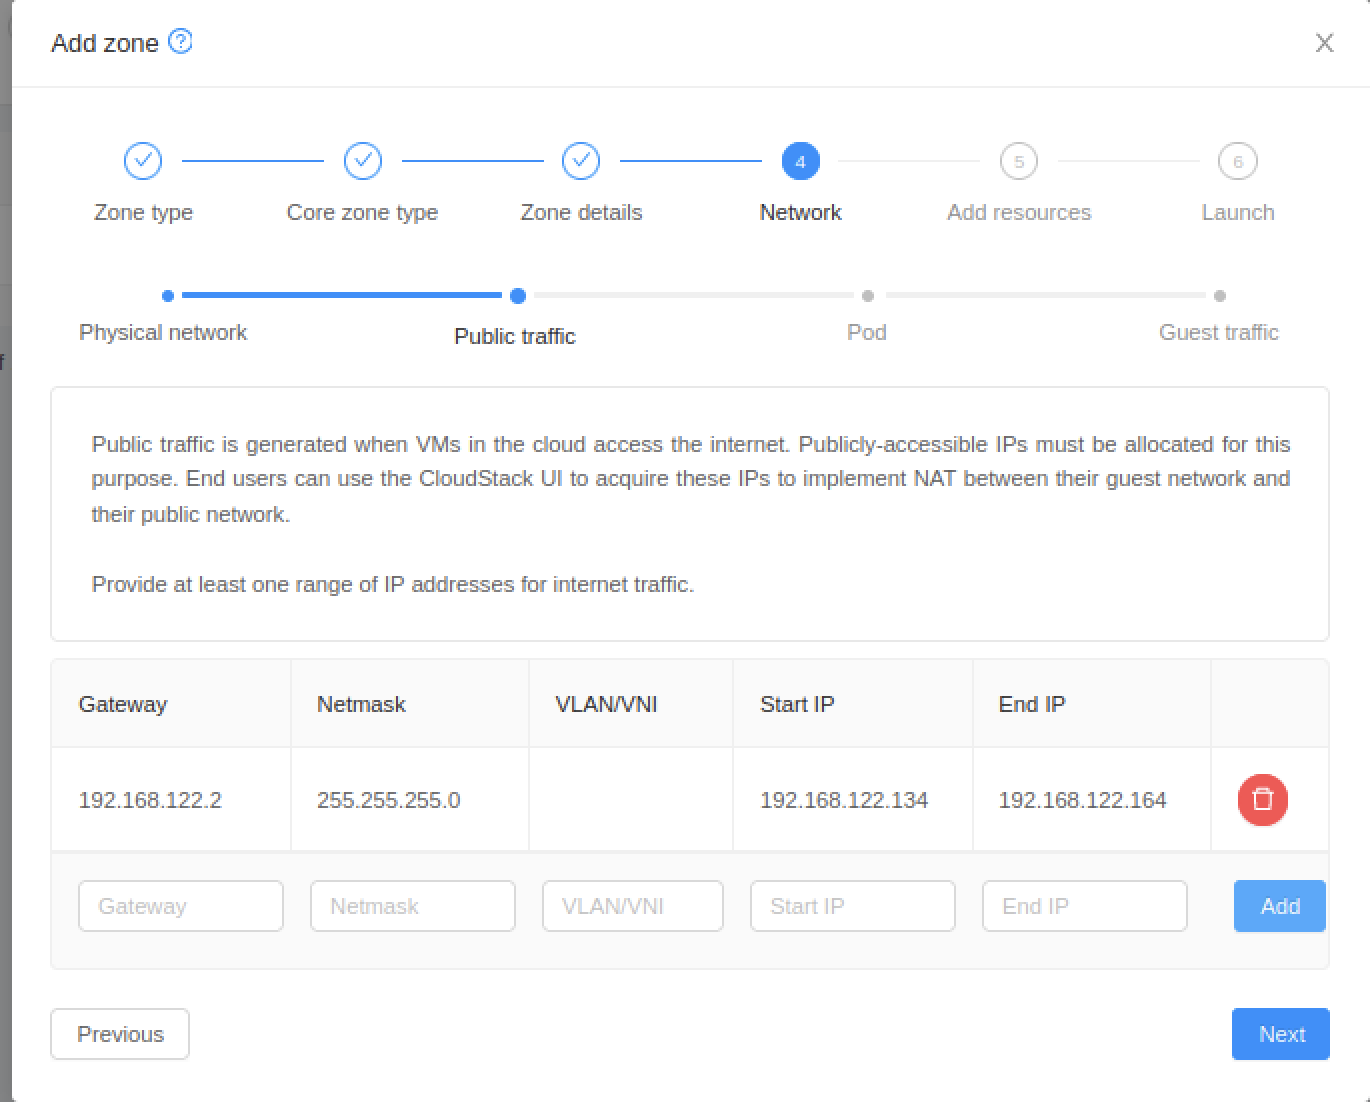 Add zone ?
4
5
6
Zone type
Core zone type
Zone details
Network
Add resources
Launch
Physical network
Public traffic
Pod
Guest traffic
f
Public traffic is generated when VMs in the cloud access the internet. Publicly-accessible IPs must be allocated for this
purpose. End users can use the CloudStack UI to acquire these IPs to implement NAT between their guest network and
their public network.
Provide at least one range of IP addresses for internet traffic.
Gateway Netmask VLAN/VNI Start IP End IP
192.168.122.2 255.255.255.0 192.168.122.134 192.168.122.164
Gateway Netmask VLAN/VNI Start IP End IP Add
Previous Next